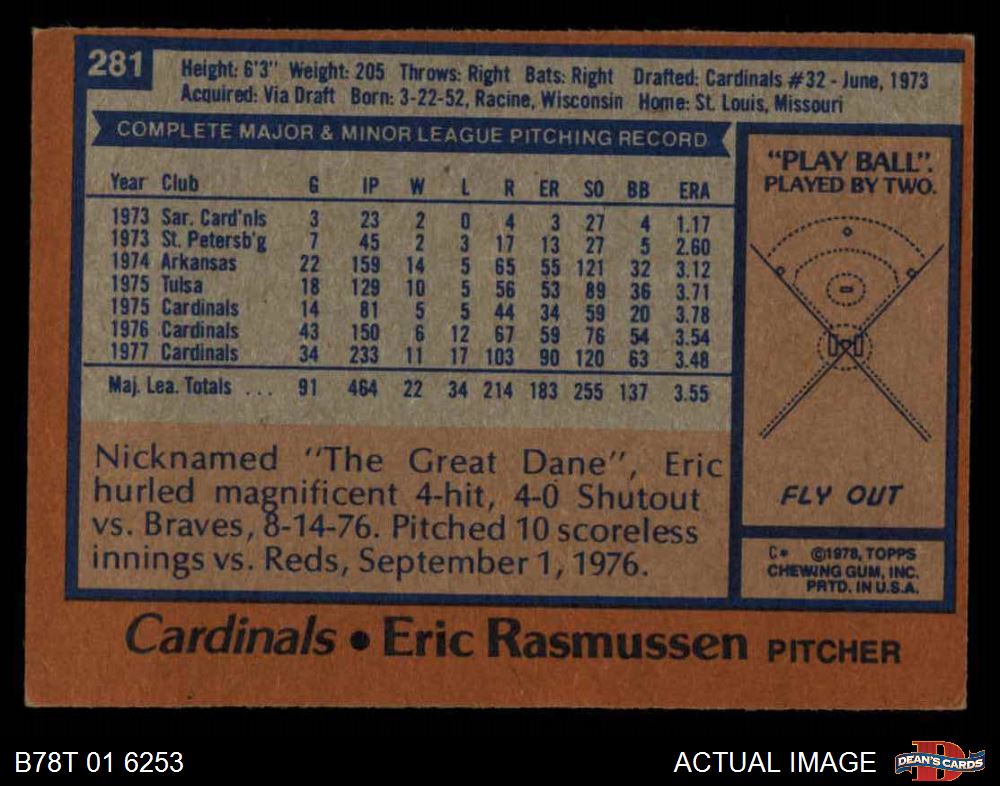 281
Height: 6'3" Weight: 205 Throws: Right Bats: Right Drafted: Cardinals #32 - June, 1973
Acquired: Via Draft Born: 3-22-52, Racine, Wisconsin Home: St. Louis, Missouri
COMPLETE MAJOR & MINOR LEAGUE PITCHING RECORD
Year Club G IP W L R ER SO BB ERA
1973 Sar. Card'nls 3 23 2 0 4 3 27 4 1.17
1973 St. Petersb'g 7 45 2 3 17 13 27 5 2.60
1974 Arkansas 22 159 14 5 65 55 121 32 3.12
1975 Tulsa 18 129 10 5 56 53 89 36 3.71
1975 Cardinals 14 81 5 5 44 34 59 20 3.78
1976 Cardinals 43 150 6 12 67 59 76 54 3.54
1977 Cardinals 34 233 11 17 103 90 120 63 3.48
Maj. Lea. Totals ... 91 464 22 34 214 183 255 137 3.55
Nicknamed "The Great Dane", Eric
hurled magnificent 4-hit, 4-0 Shutout
vs. Braves, 8-14-76. Pitched 10 scoreless
innings vs. Reds, September 1, 1976.
"PLAY BALL".
PLAYED BY TWO.
FLY OUT
C* ©1978, TOPPS
CHEWING GUM, INC.
PRTD. IN U.S.A.
Cardinals • Eric Rasmussen PITCHER
B78T 01 6253
ACTUAL IMAGE
D
DEAN'S CARDS